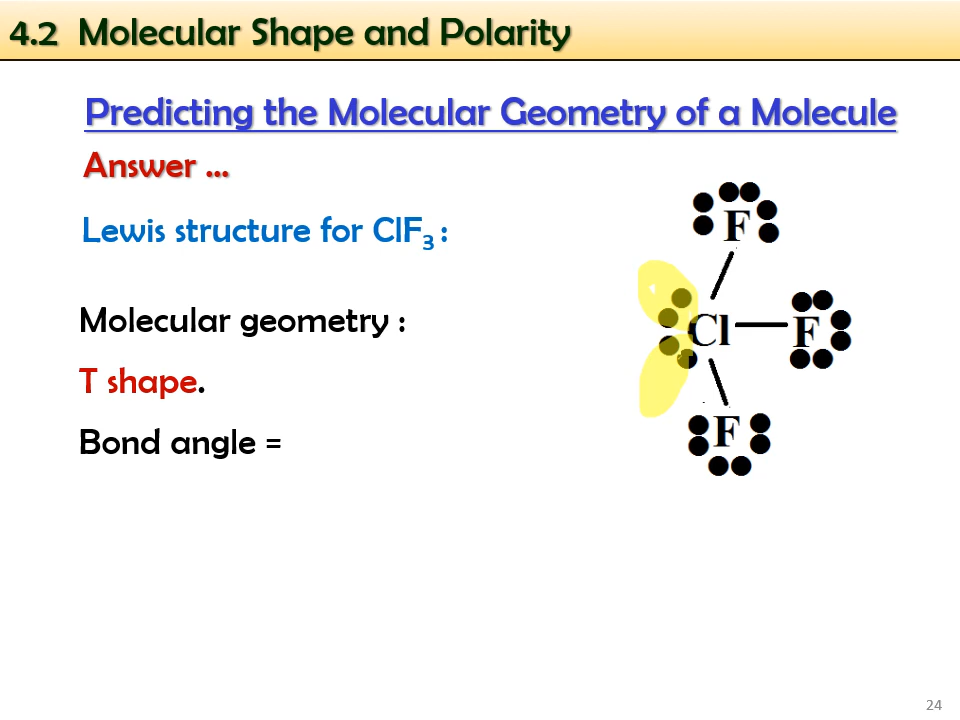 4.2 Molecular Shape and Polarity
Predicting the Molecular Geometry of a Molecule
Answer ...
Lewis structure for ClF₃ :
F
Molecular geometry :
Cl F
T shape.
F
Bond angle =
24